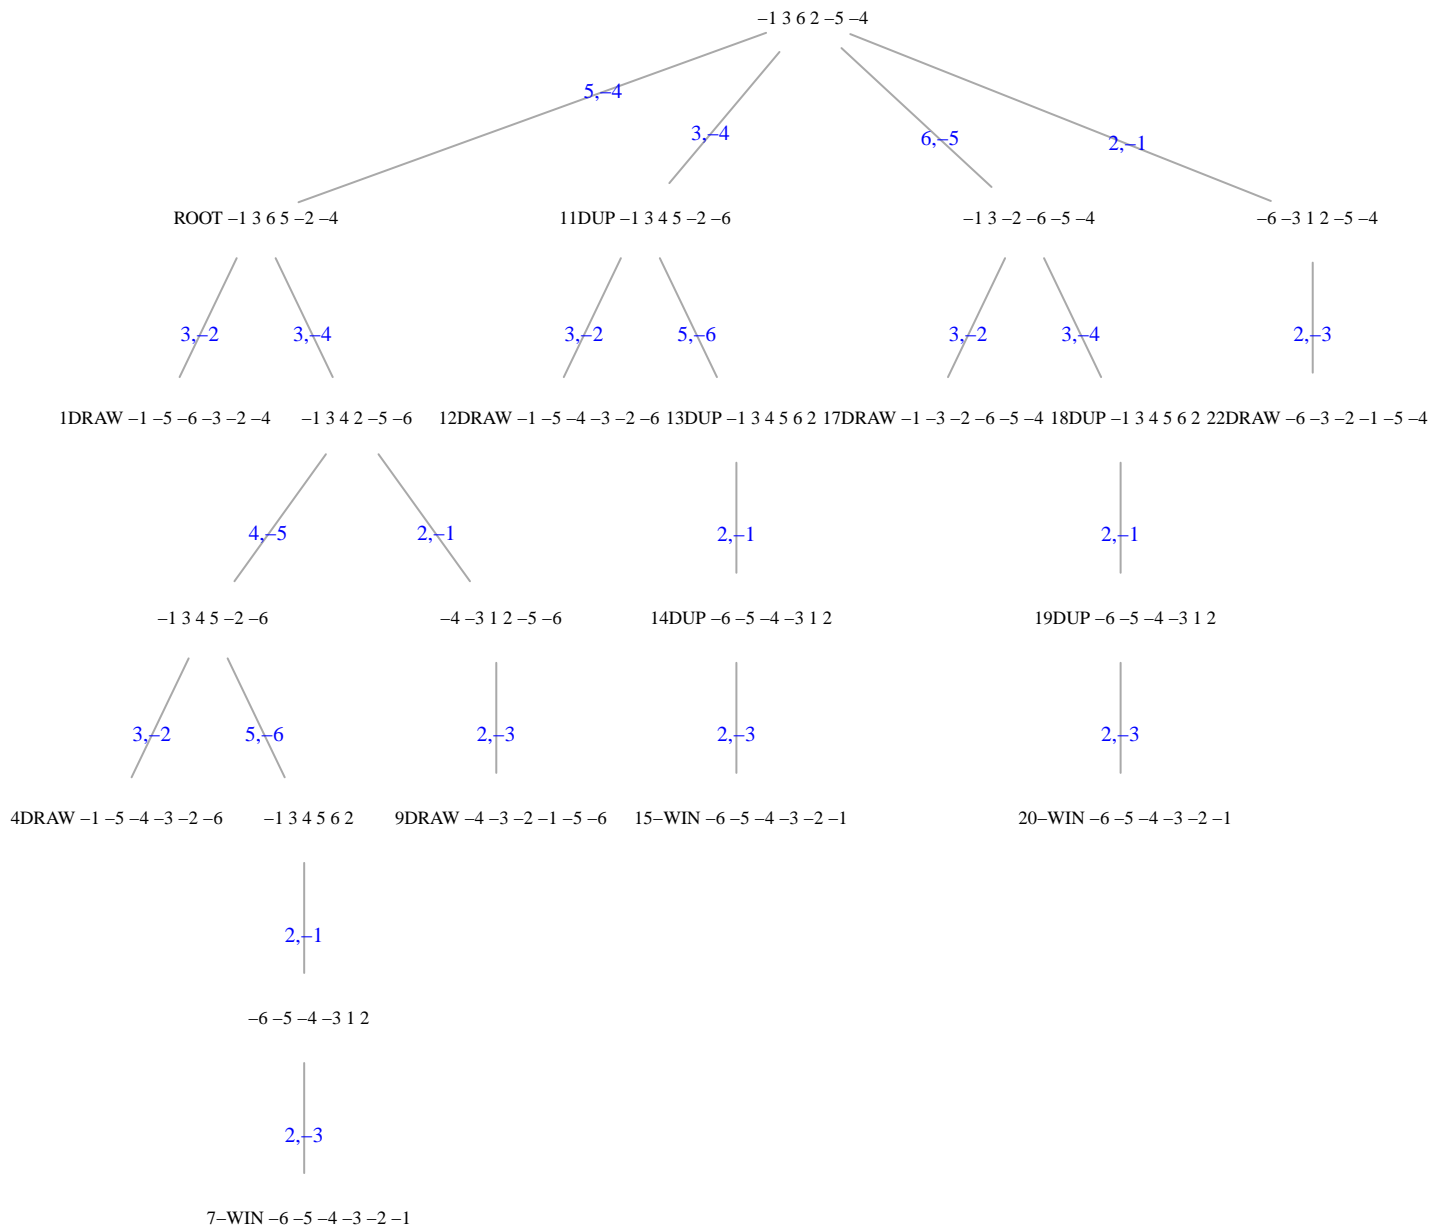 –1 3 6 2 –5 –4
5,–4
3,–4
6,–5
2,–1
ROOT –1 3 6 5 –2 –4
11DUP –1 3 4 5 –2 –6
–1 3 –2 –6 –5 –4
–6 –3 1 2 –5 –4
3,–2
3,–4
3,–2
5,–6
3,–2
3,–4
2,–3
1DRAW –1 –5 –6 –3 –2 –4
–1 3 4 2 –5 –6
12DRAW –1 –5 –4 –3 –2 –6
13DUP –1 3 4 5 6 2
17DRAW –1 –3 –2 –6 –5 –4
18DUP –1 3 4 5 6 2
22DRAW –6 –3 –2 –1 –5 –4
4,–5
2,–1
2,–1
2,–1
–1 3 4 5 –2 –6
–4 –3 1 2 –5 –6
14DUP –6 –5 –4 –3 1 2
19DUP –6 –5 –4 –3 1 2
3,–2
5,–6
2,–3
2,–3
2,–3
4DRAW –1 –5 –4 –3 –2 –6
–1 3 4 5 6 2
9DRAW –4 –3 –2 –1 –5 –6
15–WIN –6 –5 –4 –3 –2 –1
20–WIN –6 –5 –4 –3 –2 –1
2,–1
–6 –5 –4 –3 1 2
2,–3
7–WIN –6 –5 –4 –3 –2 –1